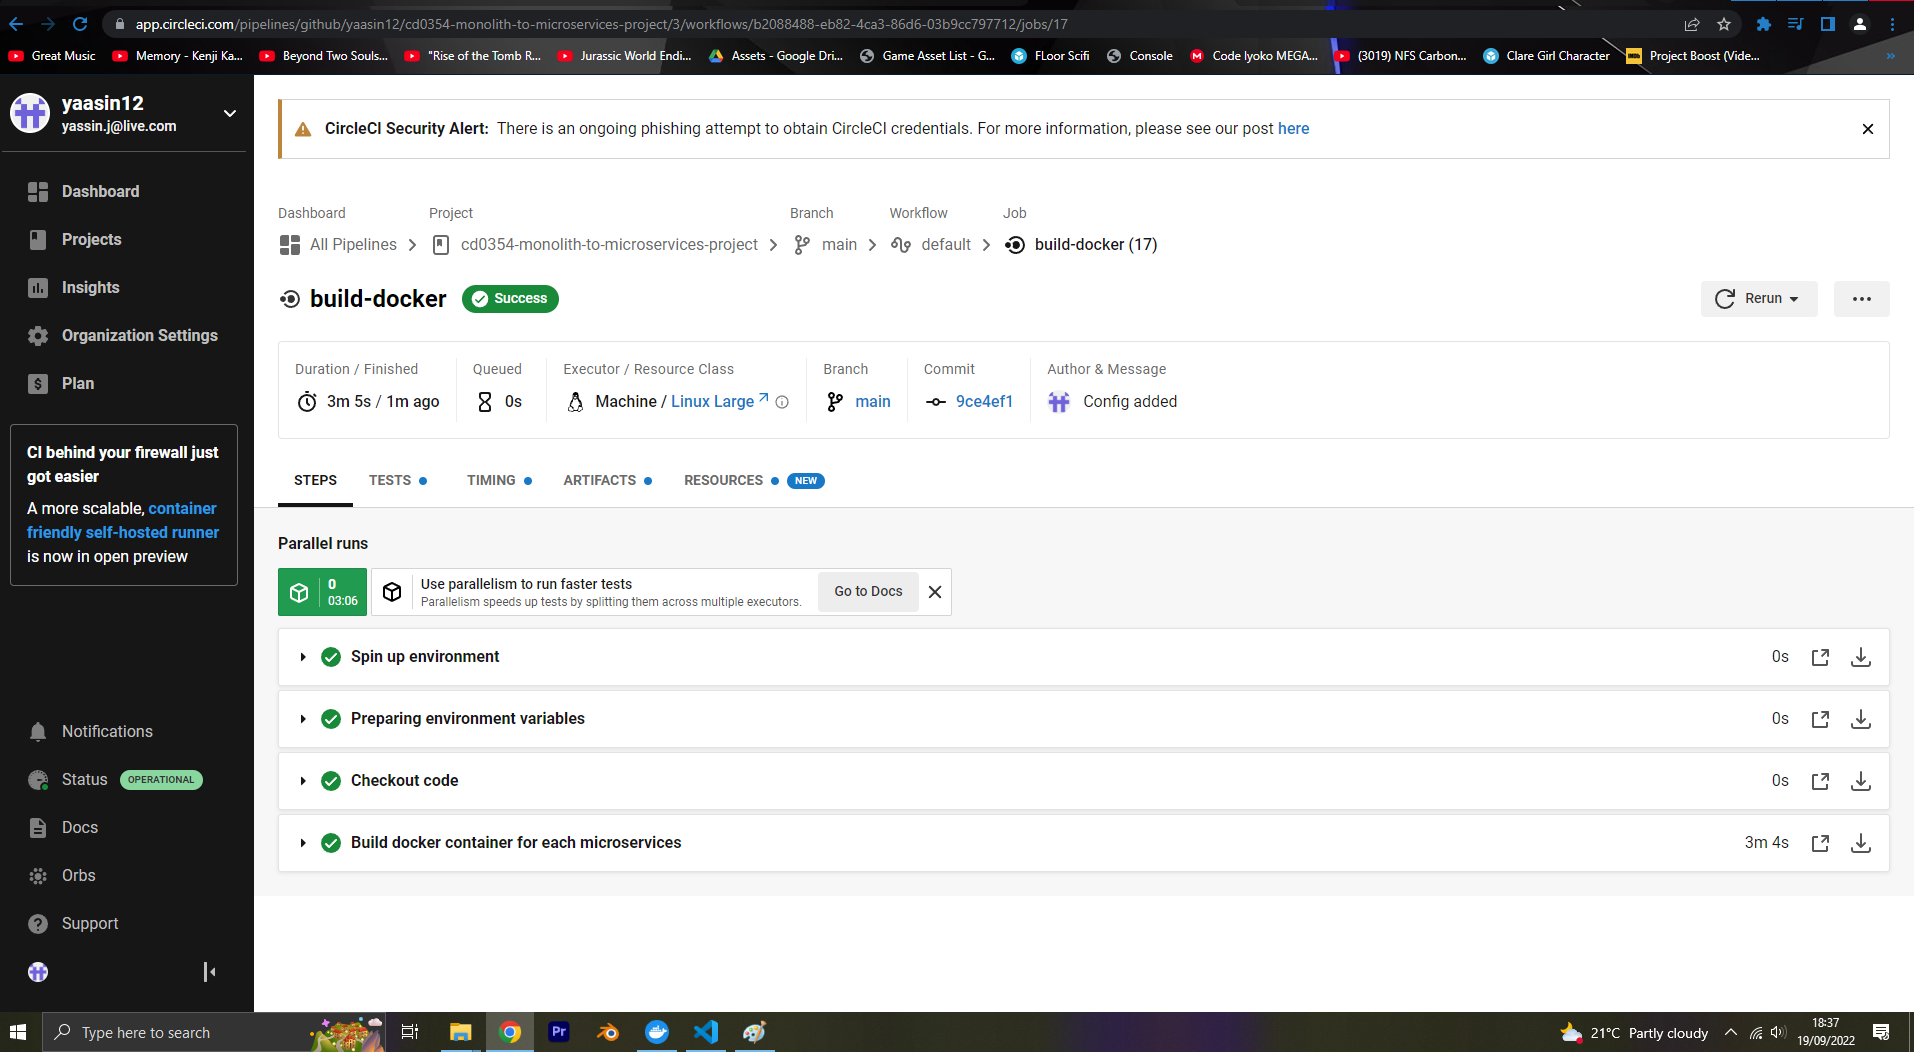 app.circleci.com/pipelines/github/yaasin12/cd0354-monolith-to-microservices-project/3/workflows/b2088488-eb82-4ca3-86d6-03b9cc797712/jobs/17
Great Music Memory - Kenji Ka... Beyond Two Souls... "Rise of the Tomb R... Jurassic World Endi... Assets - Google Dri... Game Asset List - G... FLoor Scifi Console Code lyoko MEGA... (3019) NFS Carbon... Clare Girl Character Project Boost (Vide... »
yaasin12
yassin.j@live.com
Dashboard
Projects
Insights
Organization Settings
Plan
CI behind your firewall just
got easier
A more scalable, container
friendly self-hosted runner
is now in open preview
Notifications
Status OPERATIONAL
Docs
Orbs
Support
CircleCI Security Alert: There is an ongoing phishing attempt to obtain CircleCI credentials. For more information, please see our post here
Dashboard Project Branch Workflow Job
All Pipelines cd0354-monolith-to-microservices-project main default build-docker (17)
build-docker Success Rerun
Duration / Finished Queued Executor / Resource Class Branch Commit Author & Message
3m 5s / 1m ago 0s Machine / Linux Large main 9ce4ef1 Config added
STEPS TESTS TIMING ARTIFACTS RESOURCES NEW
Parallel runs
0
03:06
Use parallelism to run faster tests
Parallelism speeds up tests by splitting them across multiple executors.
Go to Docs
Spin up environment 0s
Preparing environment variables 0s
Checkout code 0s
Build docker container for each microservices 3m 4s
Type here to search
Pr
21°C Partly cloudy
18:37
19/09/2022